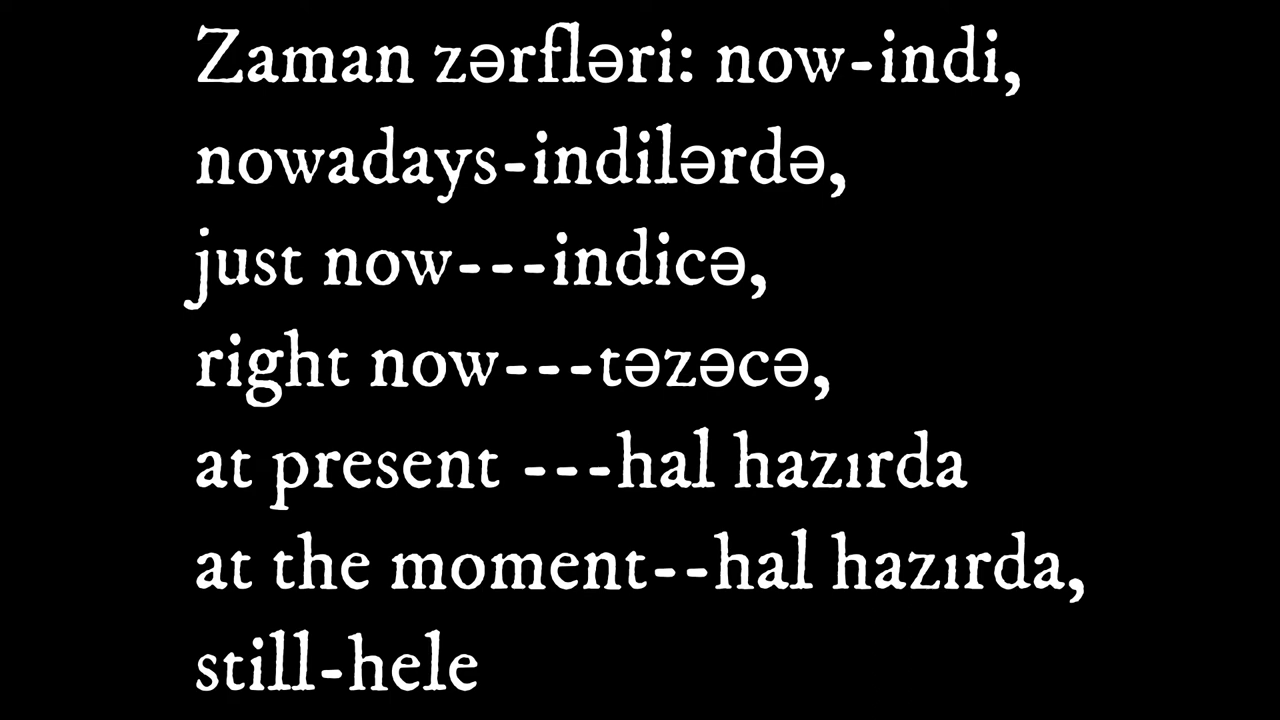 Zaman zərfləri: now-indi,
nowadays-indilərdə,
just now---indicə,
right now---təzəcə,
at present ---hal hazırda
at the moment--hal hazırda,
still-hele